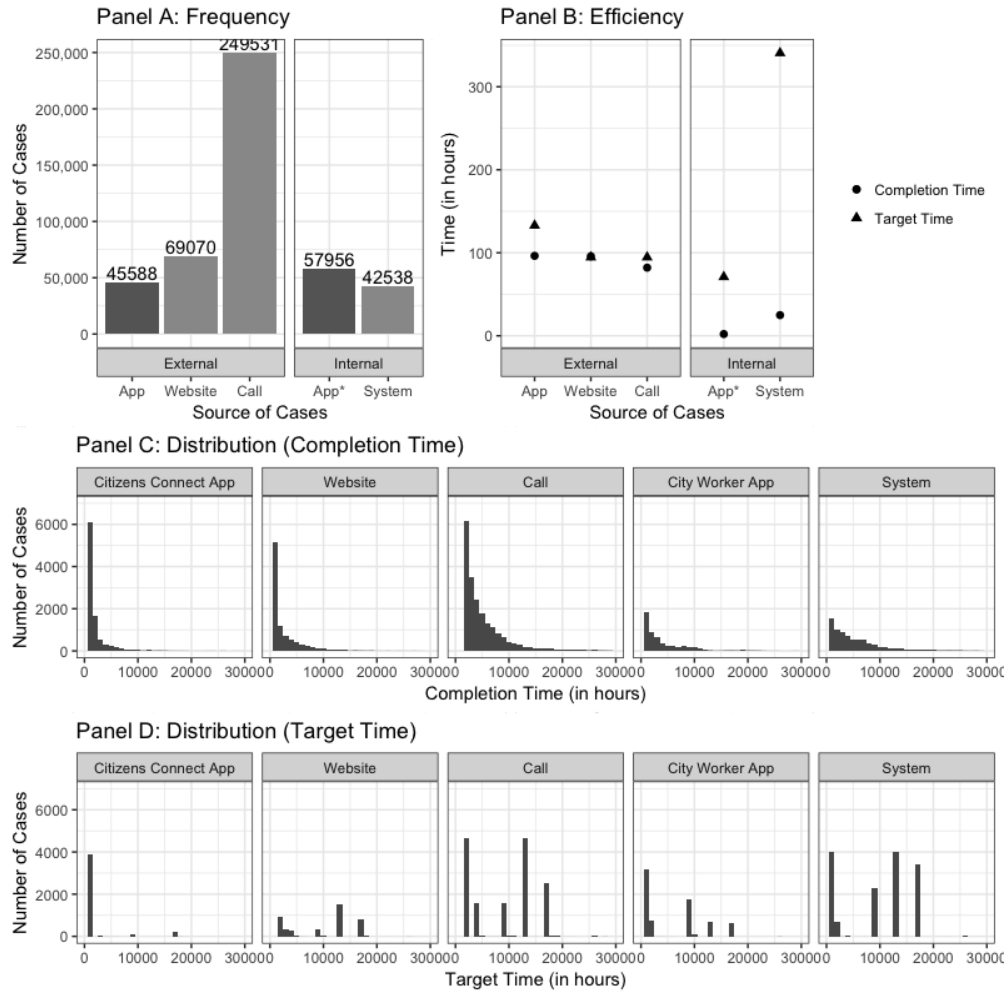 Panel A: Frequency
Number of Cases
250,000
200,000
150,000
100,000
50,000
0
45588
69070
249531
57956
42538
External
Internal
App Website Call App* System
Source of Cases
Panel B: Efficiency
Time (in hours)
300
200
100
0
External
Internal
App Website Call App* System
Source of Cases
Completion Time
Target Time
Panel C: Distribution (Completion Time)
Citizens Connect App Website Call City Worker App System
Number of Cases
6000
4000
2000
0
0 10000 20000 300000 10000 20000 300000 10000 20000 300000 10000 20000 300000 10000 20000 30000
Completion Time (in hours)
Panel D: Distribution (Target Time)
Citizens Connect App Website Call City Worker App System
Number of Cases
6000
4000
2000
0
0 10000 20000 300000 10000 20000 300000 10000 20000 300000 10000 20000 300000 10000 20000 30000
Target Time (in hours)